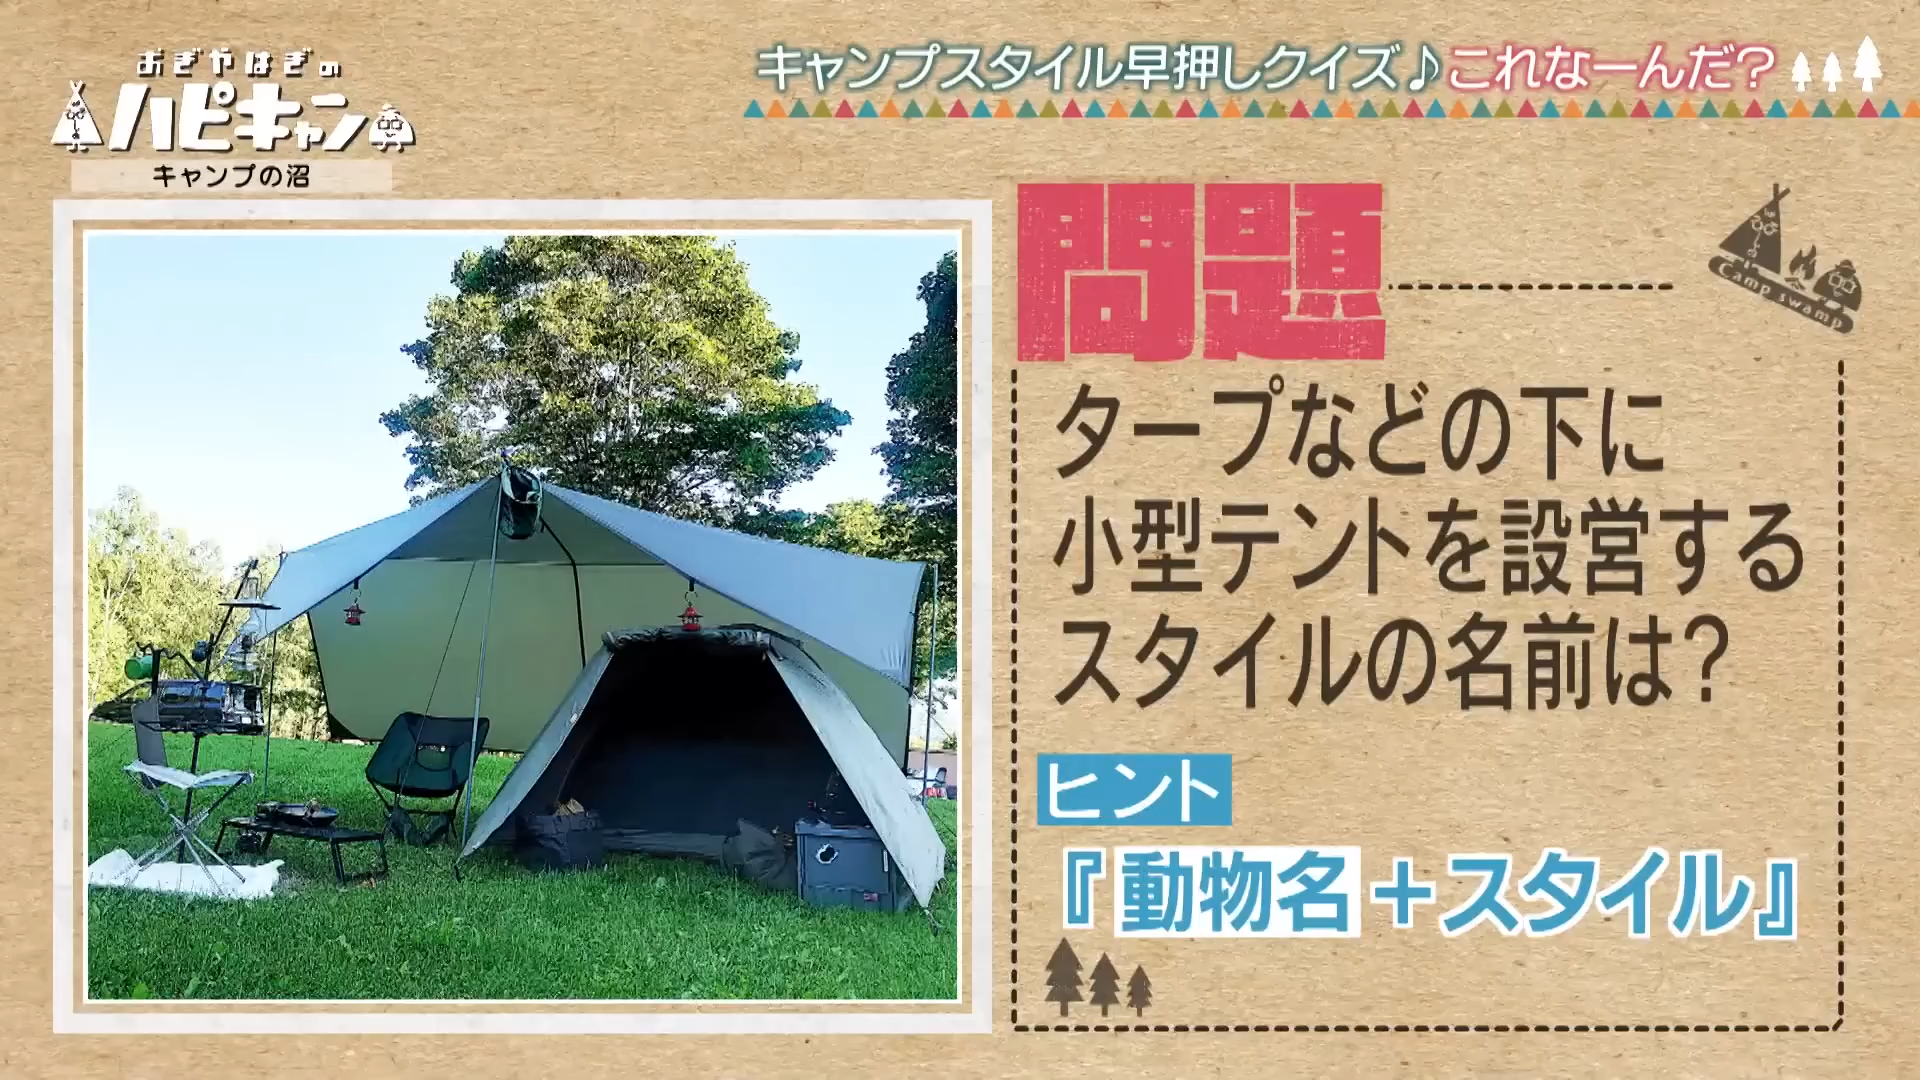 おぎやはぎの
ハピキャン
キャンプの沼
キャンプスタイル早押しクイズ♪これなーんだ?
問題
Camp swamp
タープなどの下に
小型テントを設営する
スタイルの名前は?
ヒント
『動物名+スタイル』